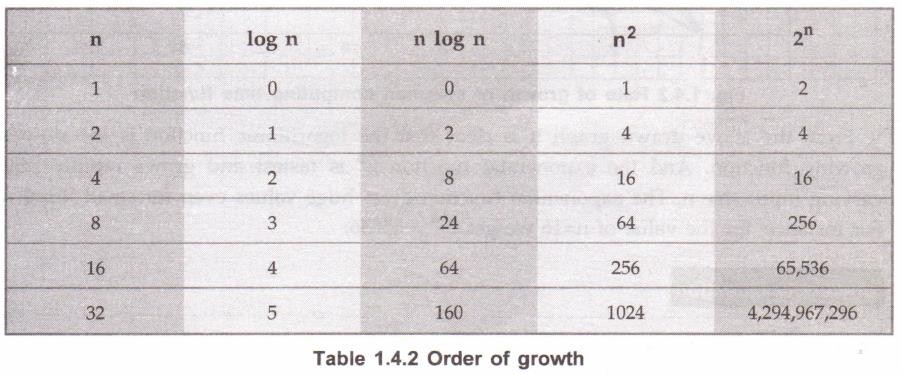 n log n n log n n² 2ⁿ
1 0 0 1 2
2 1 2 4 4
4 2 8 16 16
8 3 24 64 256
16 4 64 256 65,536
32 5 160 1024 4,294,967,296
Table 1.4.2 Order of growth